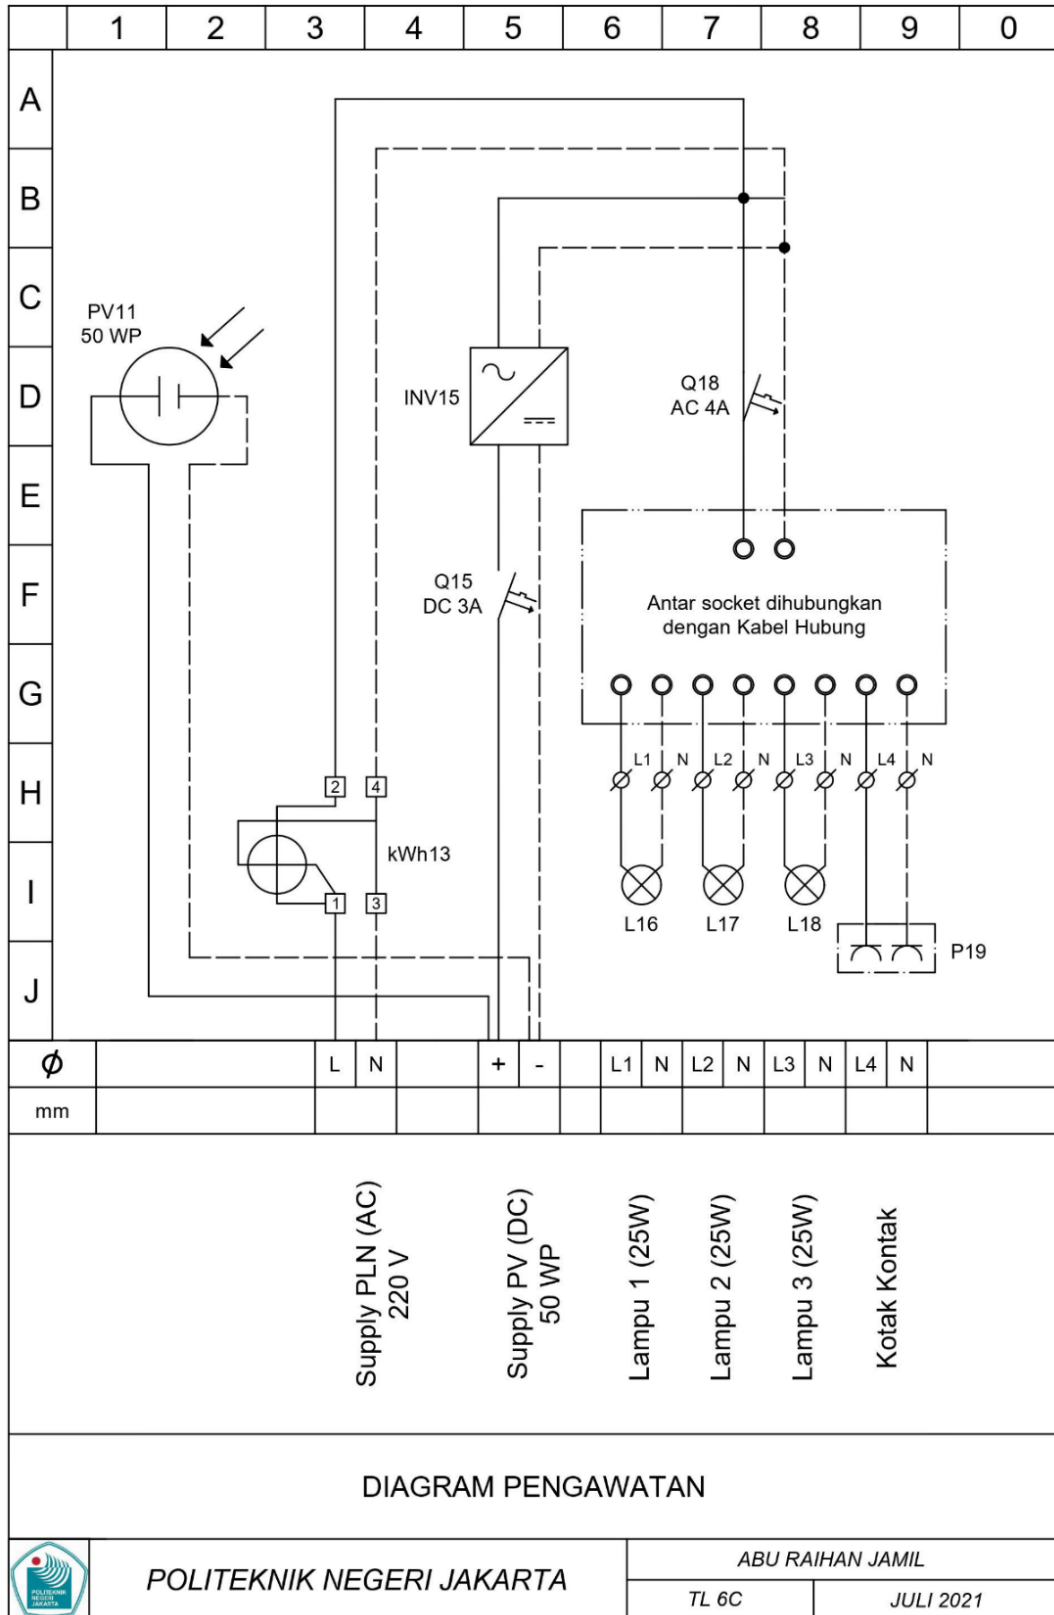 1 2 3 4 5 6 7 8 9 0
A
B
C
D
E
F
G
H
I
J
PV11
50 WP
INV15
Q18
AC 4A
Q15
DC 3A
Antar socket dihubungkan
dengan Kabel Hubung
L1 N L2 N L3 N L4 N
2 4
kWh13
1 3
L16 L17 L18
P19
ϕ L N + - L1 N L2 N L3 N L4 N
mm
Supply PLN (AC)
220 V
Supply PV (DC)
50 WP
Lampu 1 (25W)
Lampu 2 (25W)
Lampu 3 (25W)
Kotak Kontak
DIAGRAM PENGAWATAN
POLITEKNIK
NEGERI
JAKARTA
POLITEKNIK NEGERI JAKARTA
ABU RAIHAN JAMIL
TL 6C
JULI 2021